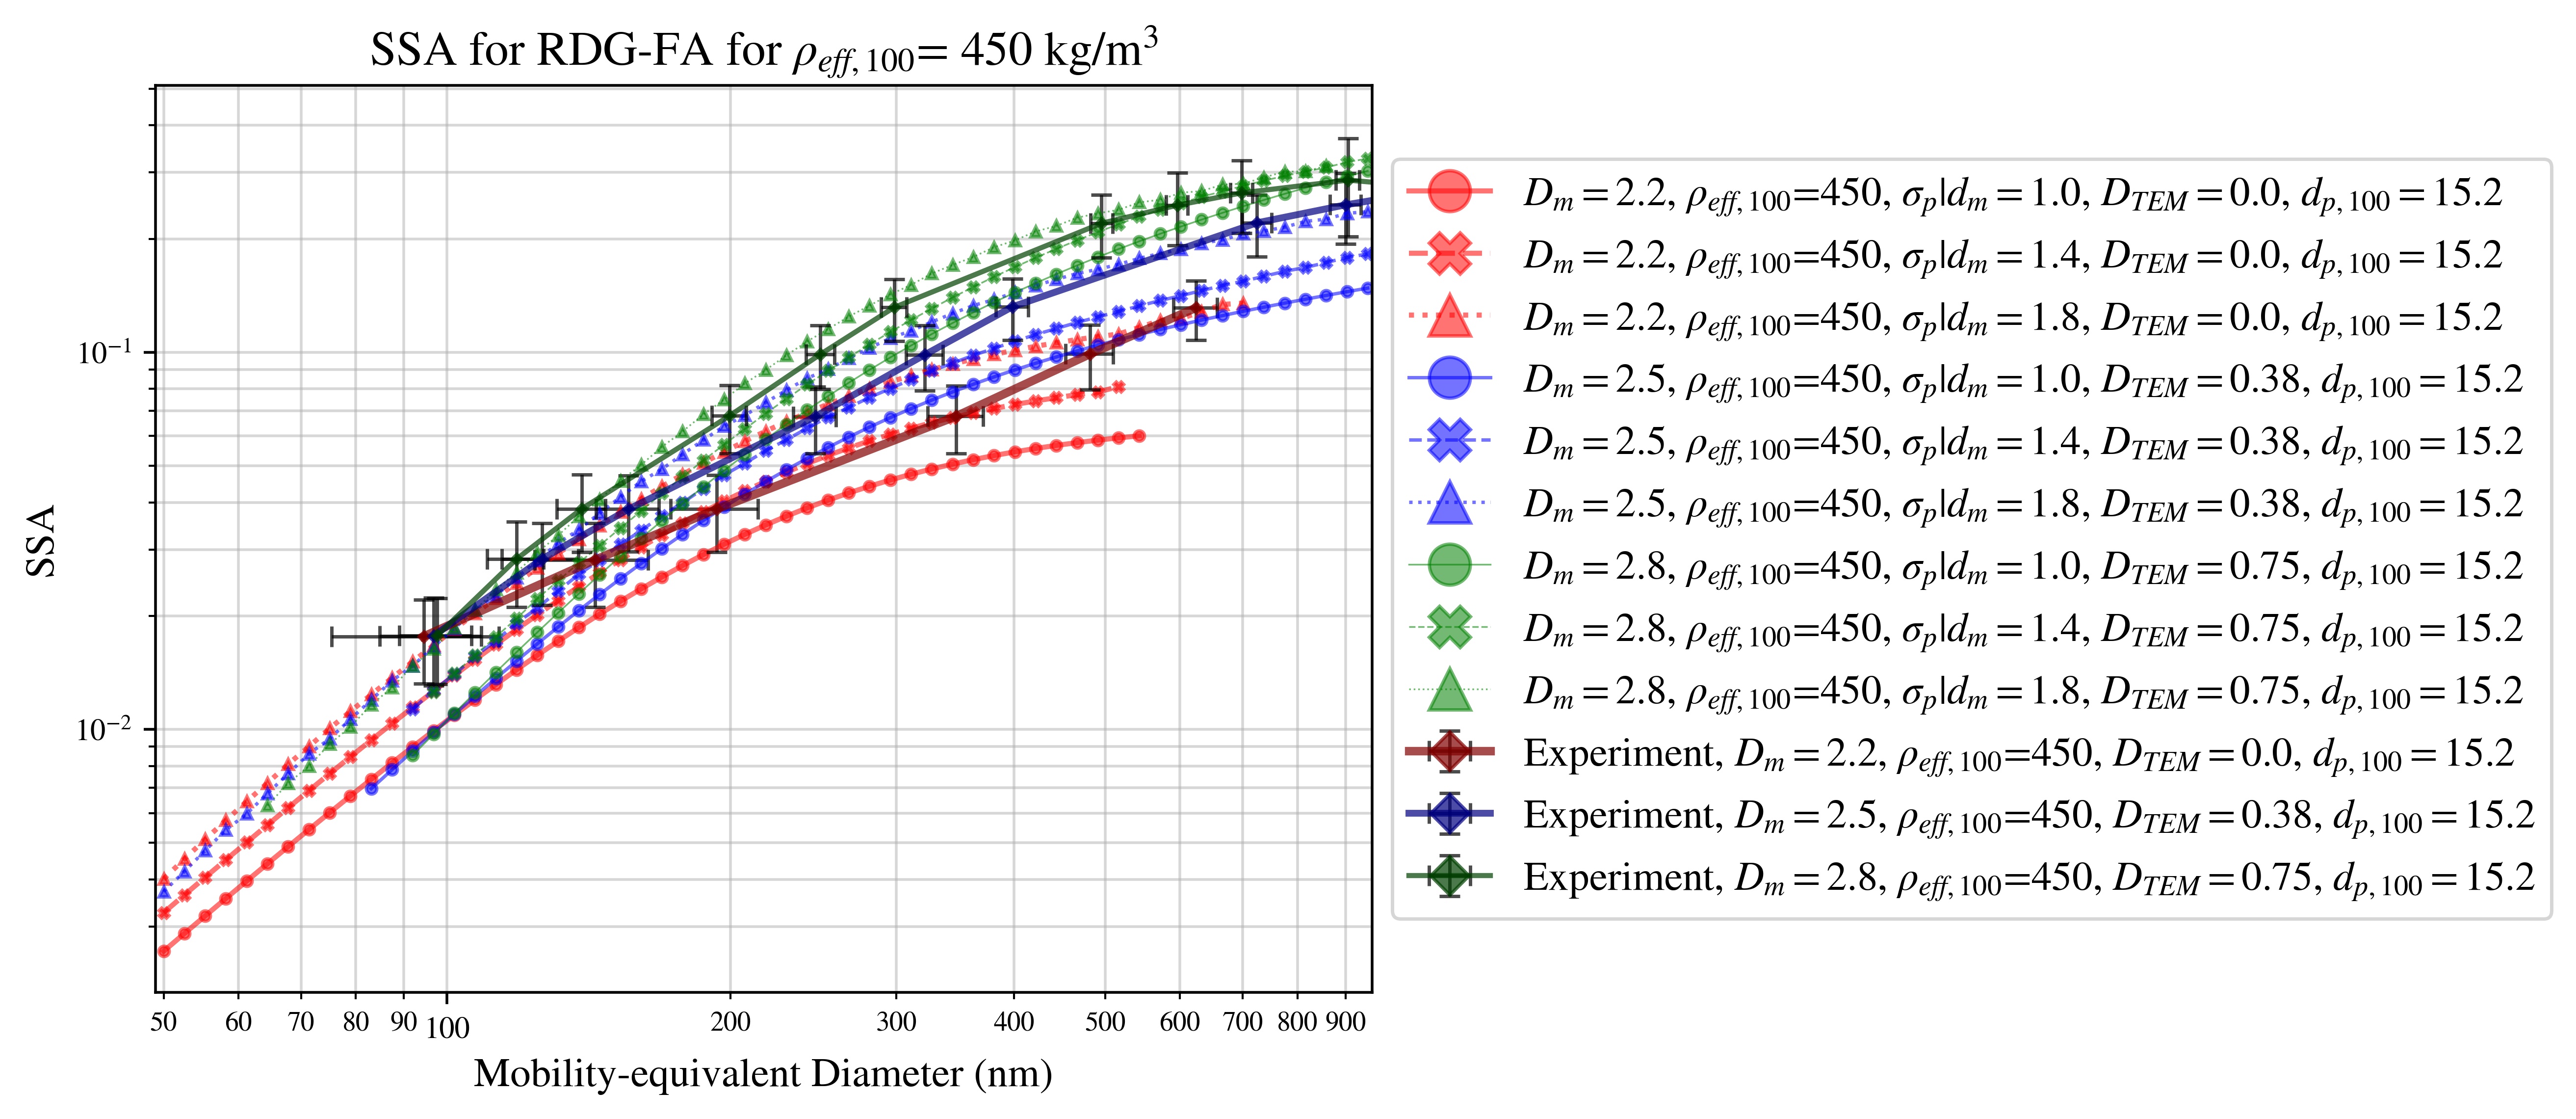 SSA for RDG-FA for ρeff,100= 450 kg/m³
SSA
10⁻¹
10⁻²
50 60 70 80 90 100 200 300 400 500 600 700 800 900
Mobility-equivalent Diameter (nm)
Dm = 2.2, ρeff,100=450, σp|dm = 1.0, DTEM = 0.0, dp,100 = 15.2
Dm = 2.2, ρeff,100=450, σp|dm = 1.4, DTEM = 0.0, dp,100 = 15.2
Dm = 2.2, ρeff,100=450, σp|dm = 1.8, DTEM = 0.0, dp,100 = 15.2
Dm = 2.5, ρeff,100=450, σp|dm = 1.0, DTEM = 0.38, dp,100 = 15.2
Dm = 2.5, ρeff,100=450, σp|dm = 1.4, DTEM = 0.38, dp,100 = 15.2
Dm = 2.5, ρeff,100=450, σp|dm = 1.8, DTEM = 0.38, dp,100 = 15.2
Dm = 2.8, ρeff,100=450, σp|dm = 1.0, DTEM = 0.75, dp,100 = 15.2
Dm = 2.8, ρeff,100=450, σp|dm = 1.4, DTEM = 0.75, dp,100 = 15.2
Dm = 2.8, ρeff,100=450, σp|dm = 1.8, DTEM = 0.75, dp,100 = 15.2
Experiment, Dm = 2.2, ρeff,100=450, DTEM = 0.0, dp,100 = 15.2
Experiment, Dm = 2.5, ρeff,100=450, DTEM = 0.38, dp,100 = 15.2
Experiment, Dm = 2.8, ρeff,100=450, DTEM = 0.75, dp,100 = 15.2